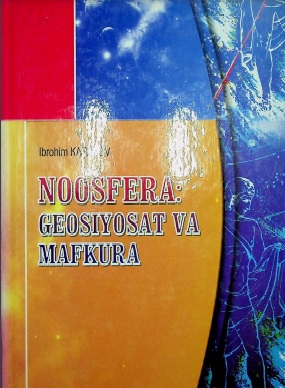 Ibrohim
NOOSFERA:
GEOSIYOSAT VA
MAFKURA